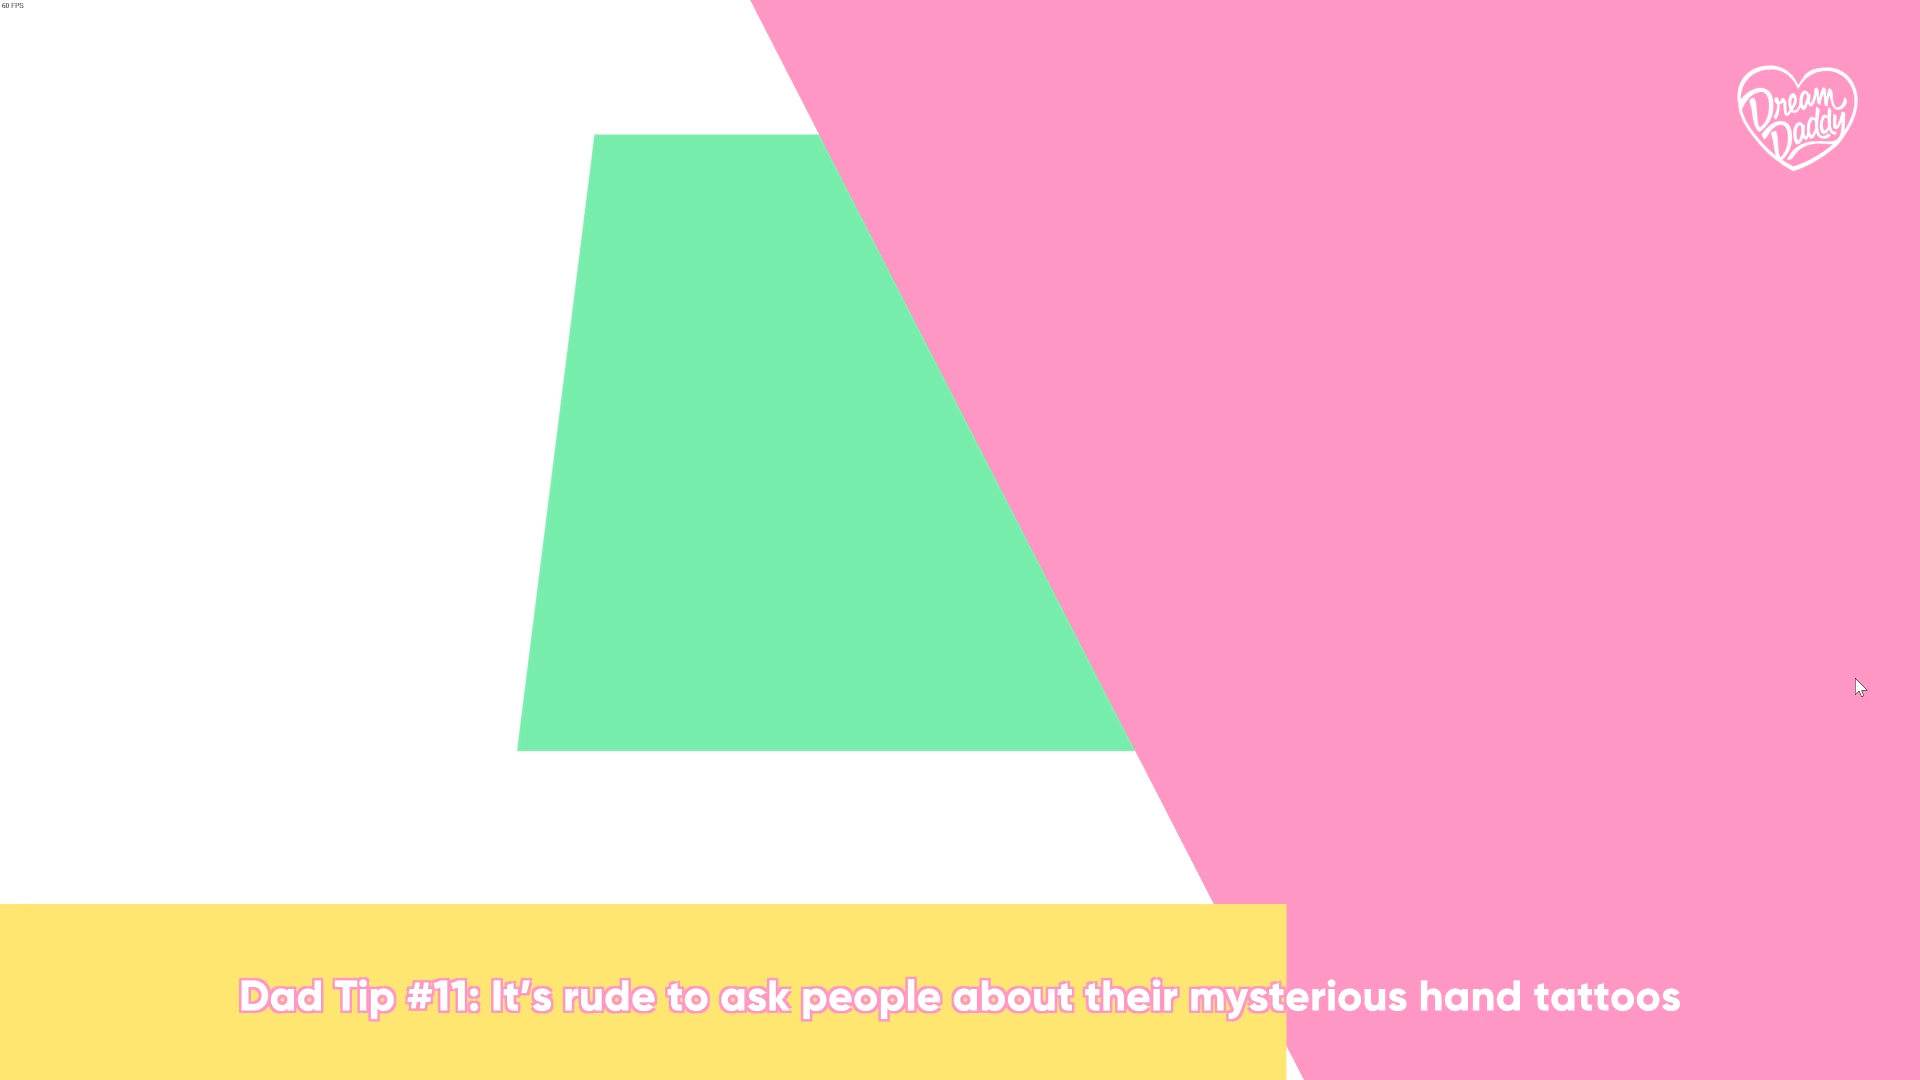 60 FPS
Dream
Daddy
Dad Tip #11: It’s rude to ask people about their mysterious hand tattoos